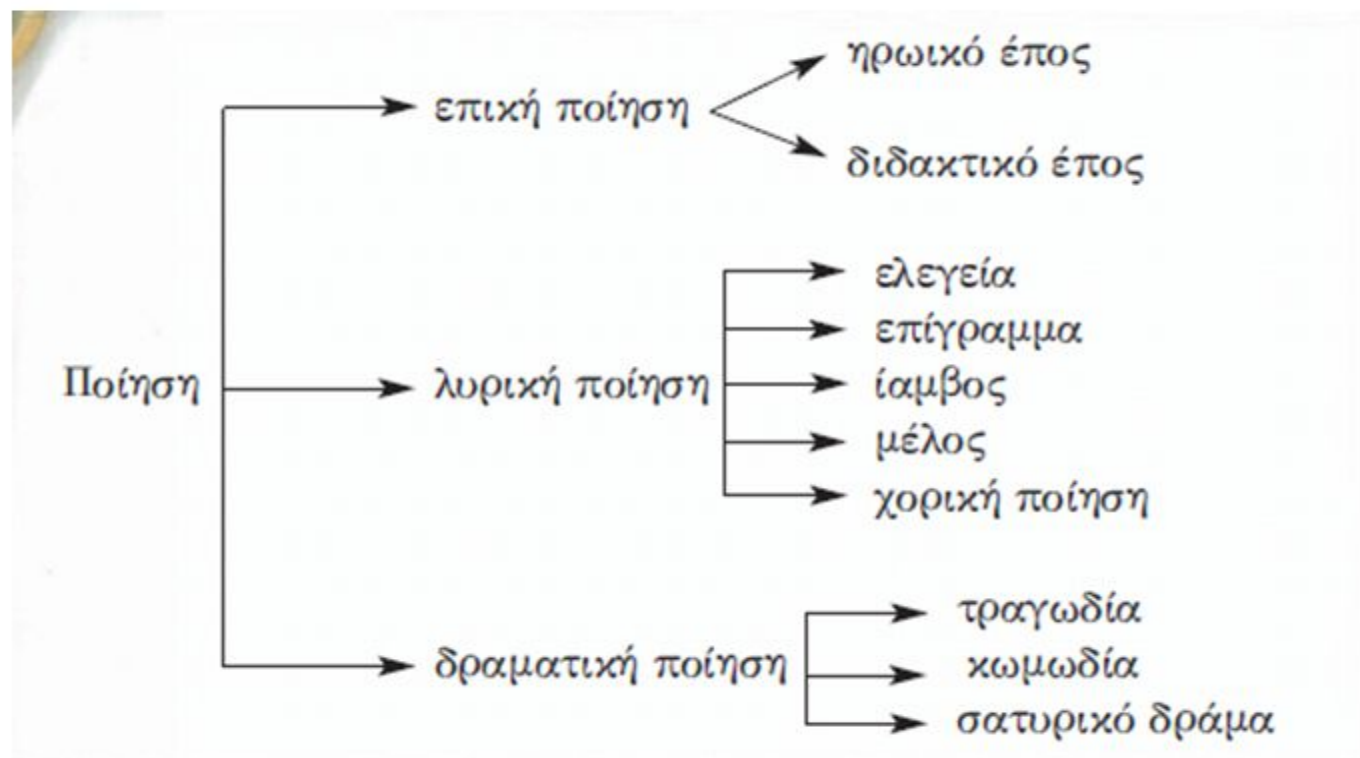 ηρωικό έπος
επική ποίηση
διδακτικό έπος
ελεγεία
επίγραμμα
ίαμβος
Ποίηση
λυρική ποίηση
μέλος
χορική ποίηση
τραγωδία
δραματική ποίηση
κωμωδία
σατυρικό δράμα